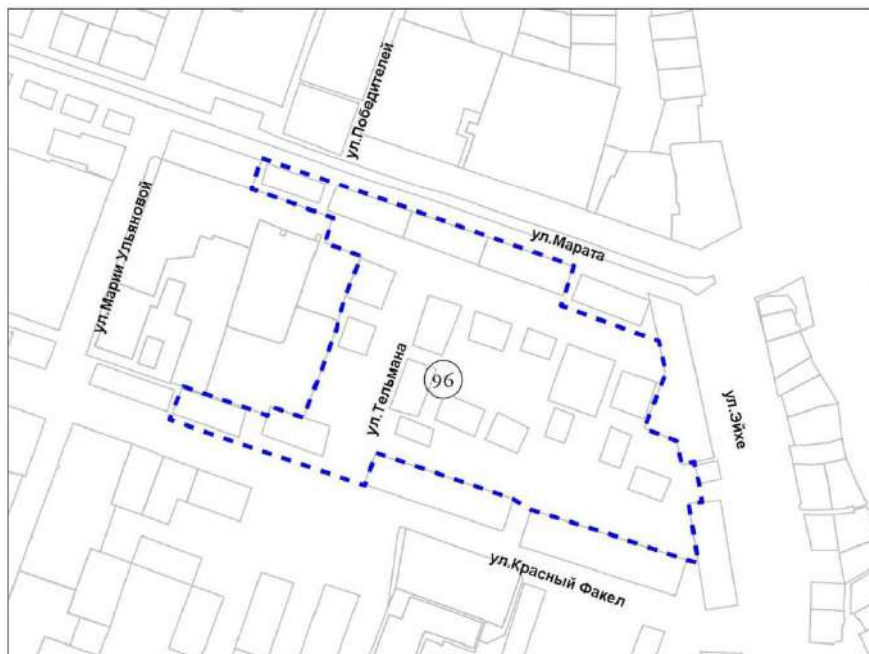 ул.Победителей
ул.Марата
ул.Марии Ульяновой
ул.Тельмана
96
ул.Эйхе
ул.Красный Факел